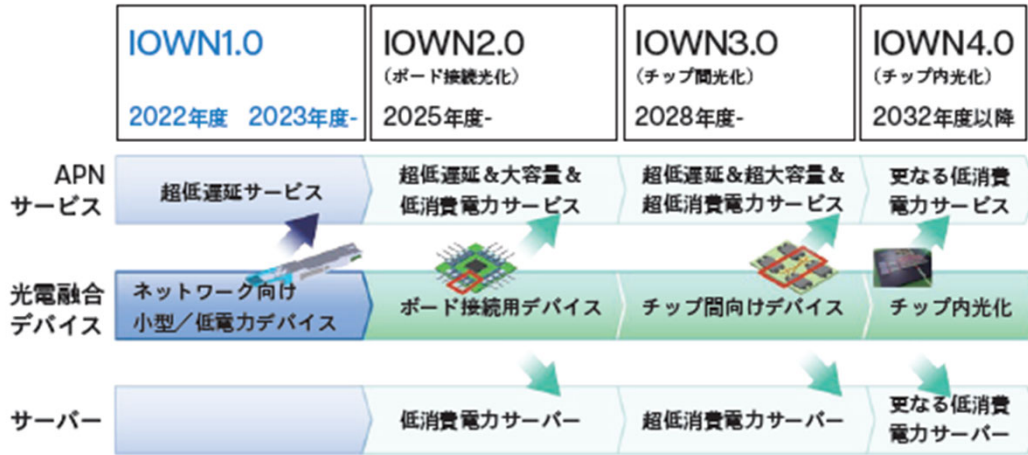 IOWN1.0
2022年度 2023年度-
IOWN2.0
(ボード接続光化)
2025年度-
IOWN3.0
(チップ間光化)
2028年度-
IOWN4.0
(チップ内光化)
2032年度以降
APN
サービス
超低遅延サービス
超低遅延&大容量&
低消費電力サービス
超低遅延&超大容量&
超低消費電力サービス
更なる低消費
電力サービス
光電融合
デバイス
ネットワーク向け
小型/低電力デバイス
ボード接続用デバイス
チップ間向けデバイス
チップ内光化
サーバー
低消費電力サーバー
超低消費電力サーバー
更なる低消費
電力サーバー